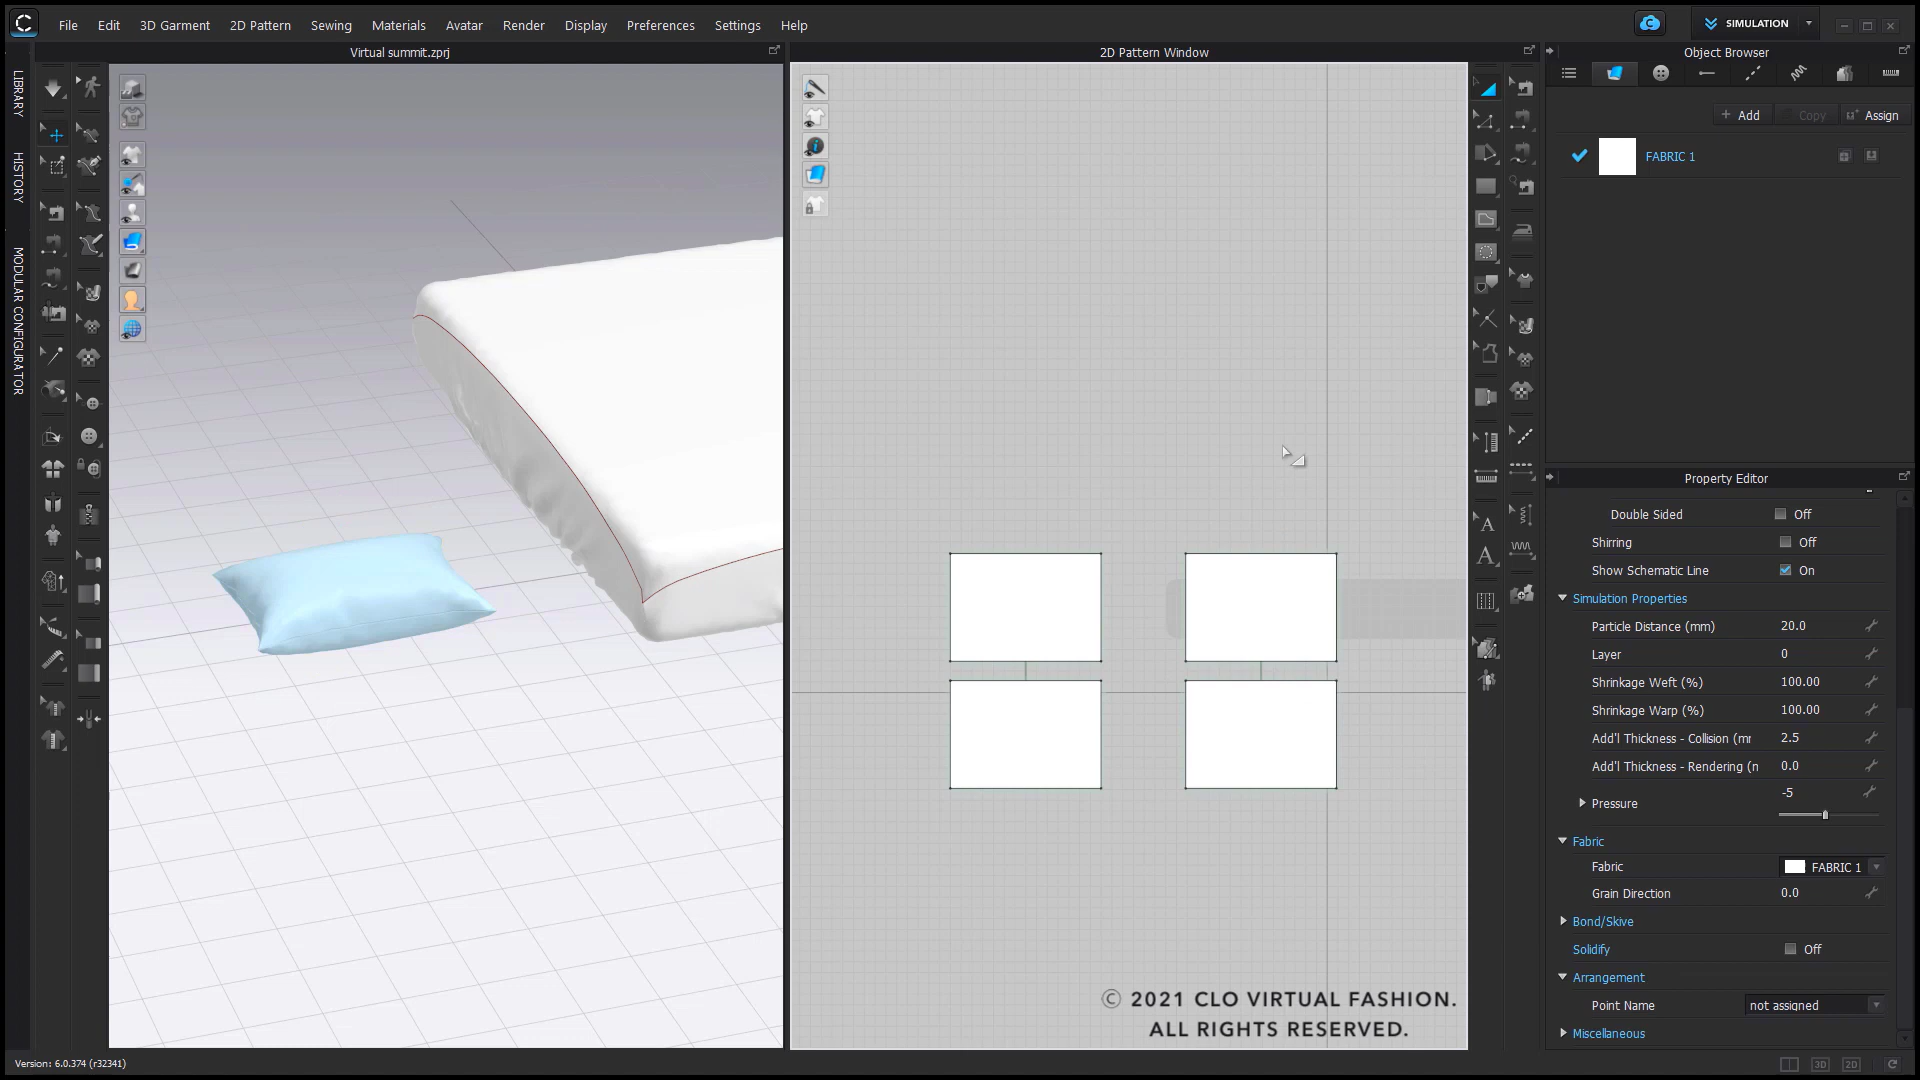 File Edit 3D Garment 2D Pattern Sewing Materials Avatar Render Display Preferences Settings Help
SIMULATION
Virtual summit.zprj
2D Pattern Window
Object Browser
LIBRARY
HISTORY
MODULAR CONFIGURATOR
Add Copy Assign
FABRIC 1
Property Editor
Double Sided Off
Shirring Off
Show Schematic Line On
Simulation Properties
Particle Distance (mm) 20.0
Layer 0
Shrinkage Weft (%) 100.00
Shrinkage Warp (%) 100.00
Add'l Thickness - Collision (mr 2.5
Add'l Thickness - Rendering (n 0.0
Pressure -5
Fabric
Fabric FABRIC 1
Grain Direction 0.0
Bond/Skive
Solidify Off
Arrangement
Point Name not assigned
Miscellaneous
© 2021 CLO VIRTUAL FASHION.
ALL RIGHTS RESERVED.
Version: 6.0.374 (r32341)
3D 2D